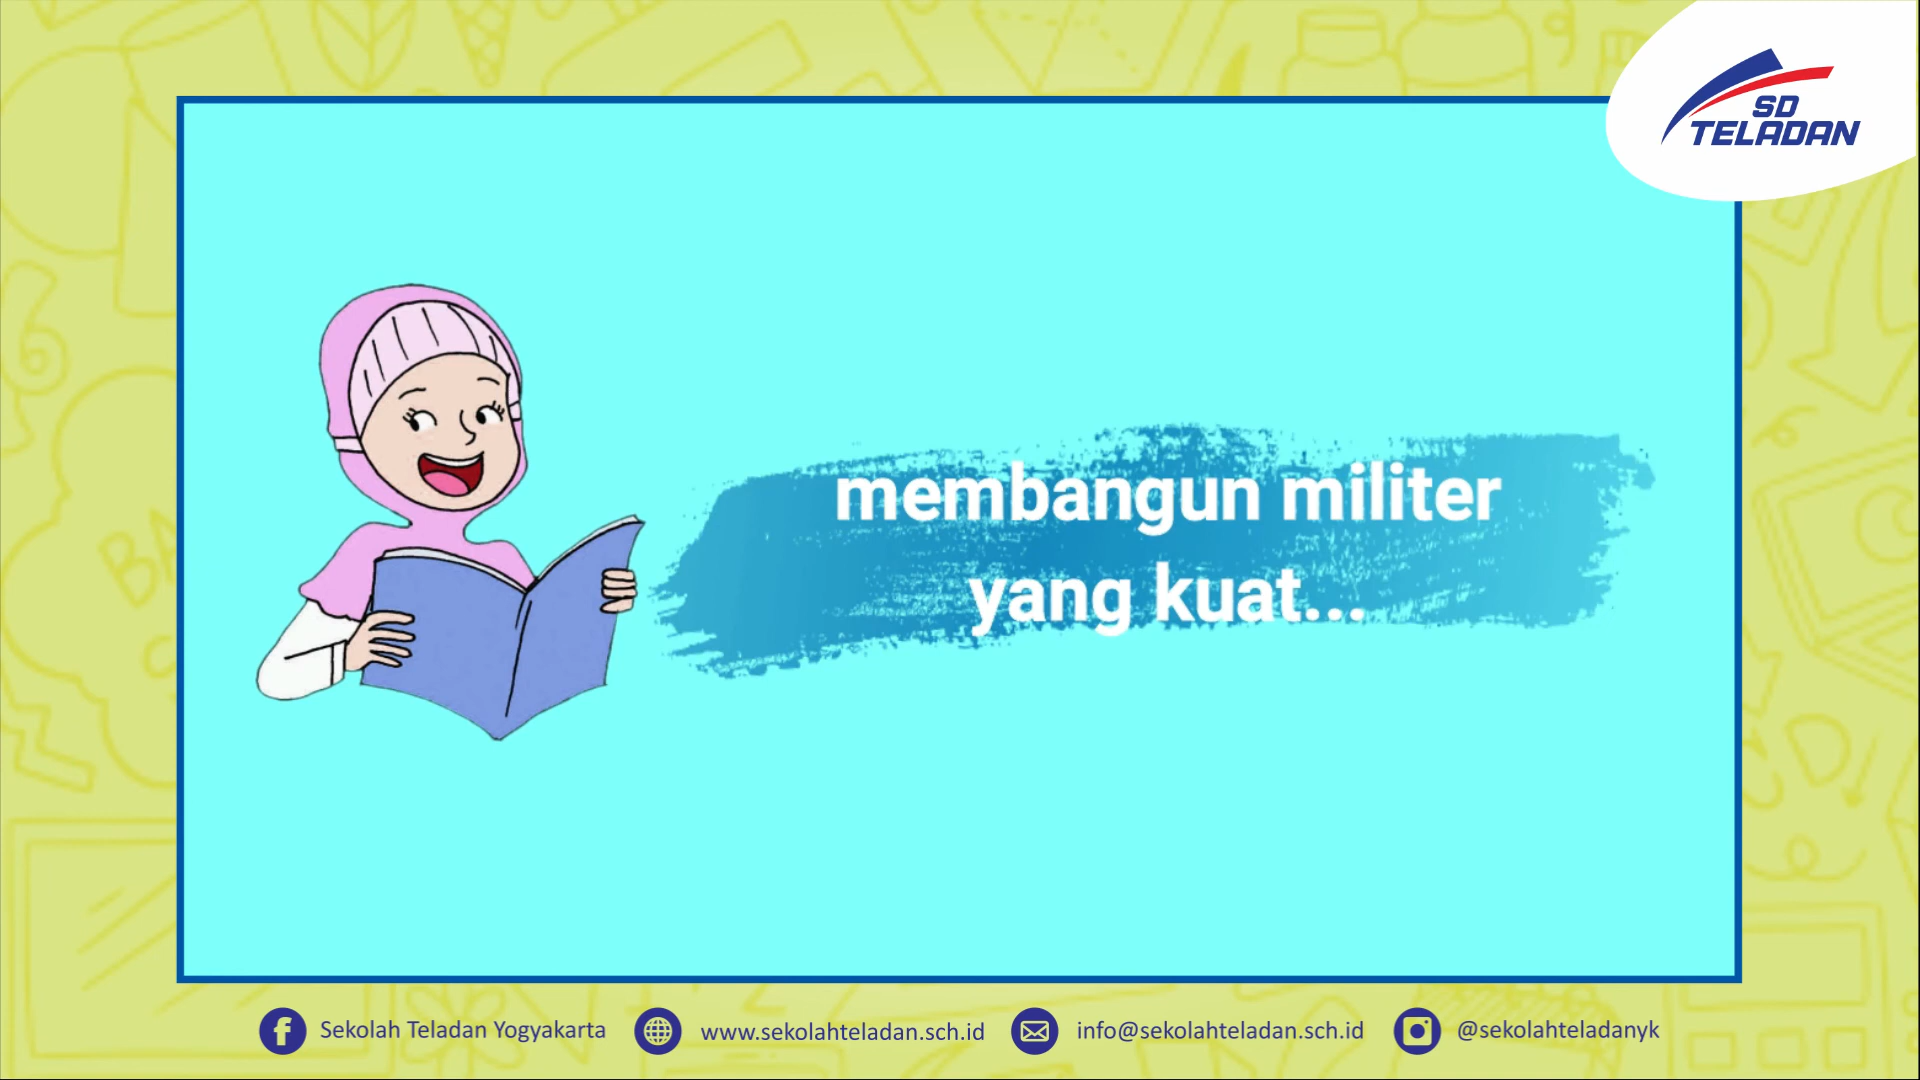 SD
TELADAN
membangun militer
yang kuat...
Sekolah Teladan Yogyakarta
www.sekolahteladan.sch.id
info@sekolahteladan.sch.id
@sekolahteladanyk